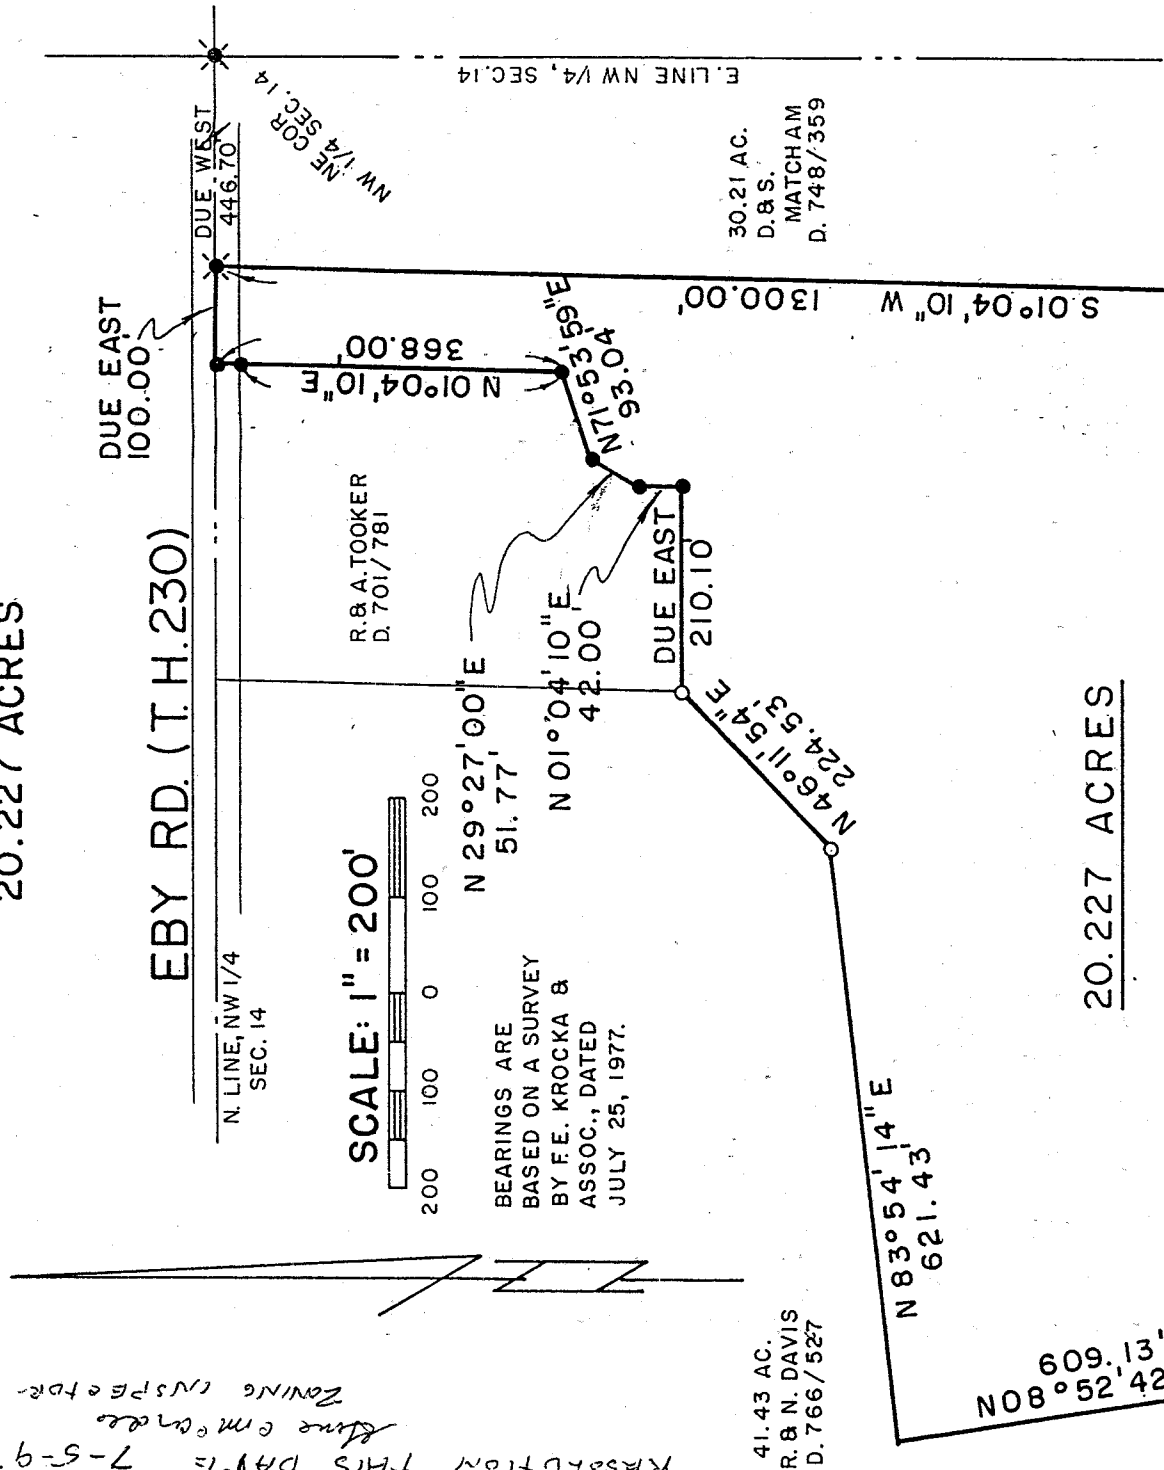 20.227 ACRES
EBY RD. (T.H. 230)
DUE EAST
100.00'
DUE WEST
446.70'
NE COR
NW 1/4 SEC. 14
E. LINE NW 1/4, SEC. 14
N. LINE, NW 1/4
SEC. 14
SCALE: 1" = 200'
200 100 0 100 200
R. & A. TOOKER
D. 701/781
N 01°04'10" E
368.00'
N71°53'59"E
93.04'
N 29°27'00" E
51.77'
N 01°04'10" E
42.00'
DUE EAST
210.10'
N 46°11'54" E
224.53'
30.21 AC.
D. & S.
MATCHAM
D. 748/359
S. 01°04'10" W
1300.00'
BEARINGS ARE
BASED ON A SURVEY
BY F.E. KROCKA &
ASSOC., DATED
JULY 25, 1977.
N 83°54'14" E
621.43'
20.227 ACRES
41.43 AC.
R. & N. DAVIS
D. 766/527
609.13'
N08°52'42
RESOLUTION THIS DATE 7-5-9
ZONING INSPECTOR